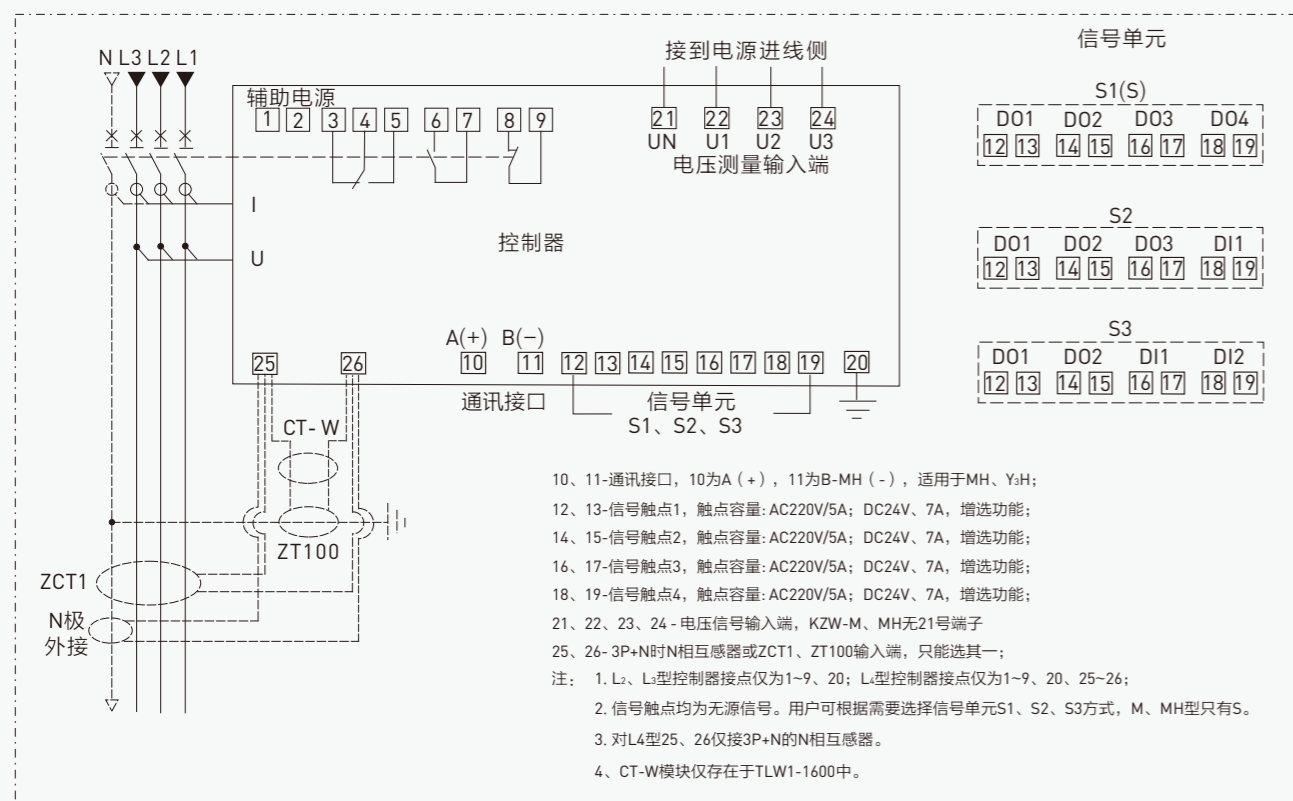 信号单元
N L3 L2 L1
接到电源进线侧
辅助电源
1 2 3 4 5 6 7 8 9
21 22 23 24
UN U1 U2 U3
电压测量输入端
I
U
控制器
A(+) B(−)
25 26 10 11 12 13 14 15 16 17 18 19 20
通讯接口 信号单元
S1、S2、S3
CT-W
ZT100
ZCT1
N极
外接
S1(S)
DO1 DO2 DO3 DO4
12 13 14 15 16 17 18 19
S2
DO1 DO2 DO3 DI1
12 13 14 15 16 17 18 19
S3
DO1 DO2 DI1 DI2
12 13 14 15 16 17 18 19
10、11-通讯接口，10为A（+），11为B-MH（-），适用于MH、Y₃H；
12、13-信号触点1，触点容量：AC220V/5A；DC24V、7A，增选功能；
14、15-信号触点2，触点容量：AC220V/5A；DC24V、7A，增选功能；
16、17-信号触点3，触点容量：AC220V/5A；DC24V、7A，增选功能；
18、19-信号触点4，触点容量：AC220V/5A；DC24V、7A，增选功能；
21、22、23、24 - 电压信号输入端，KZW-M、MH无21号端子
25、26- 3P+N时N相互感器或ZCT1、ZT100输入端，只能选其一；
注： 1. L₂、L₃型控制器接点仅为1~9、20；L₄型控制器接点仅为1~9、20、25~26；
2. 信号触点均为无源信号。用户可根据需要选择信号单元S1、S2、S3方式，M、MH型只有S。
3. 对L4型25、26仅接3P+N的N相互感器。
4、CT-W模块仅存在于TLW1-1600中。